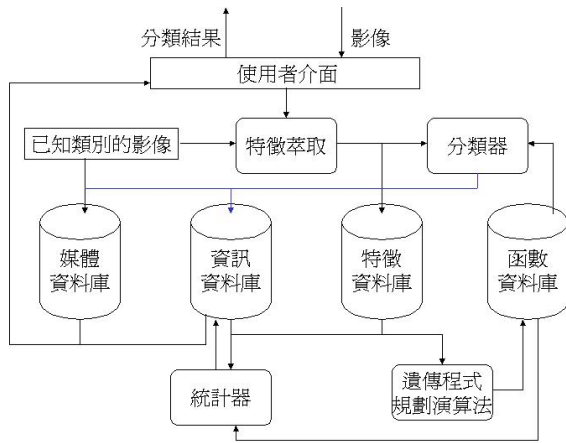 分類結果
影像
使用者介面
已知類別的影像
特徵萃取
分類器
媒體
資料庫
資訊
資料庫
特徵
資料庫
函數
資料庫
統計器
遺傳程式
規劃演算法